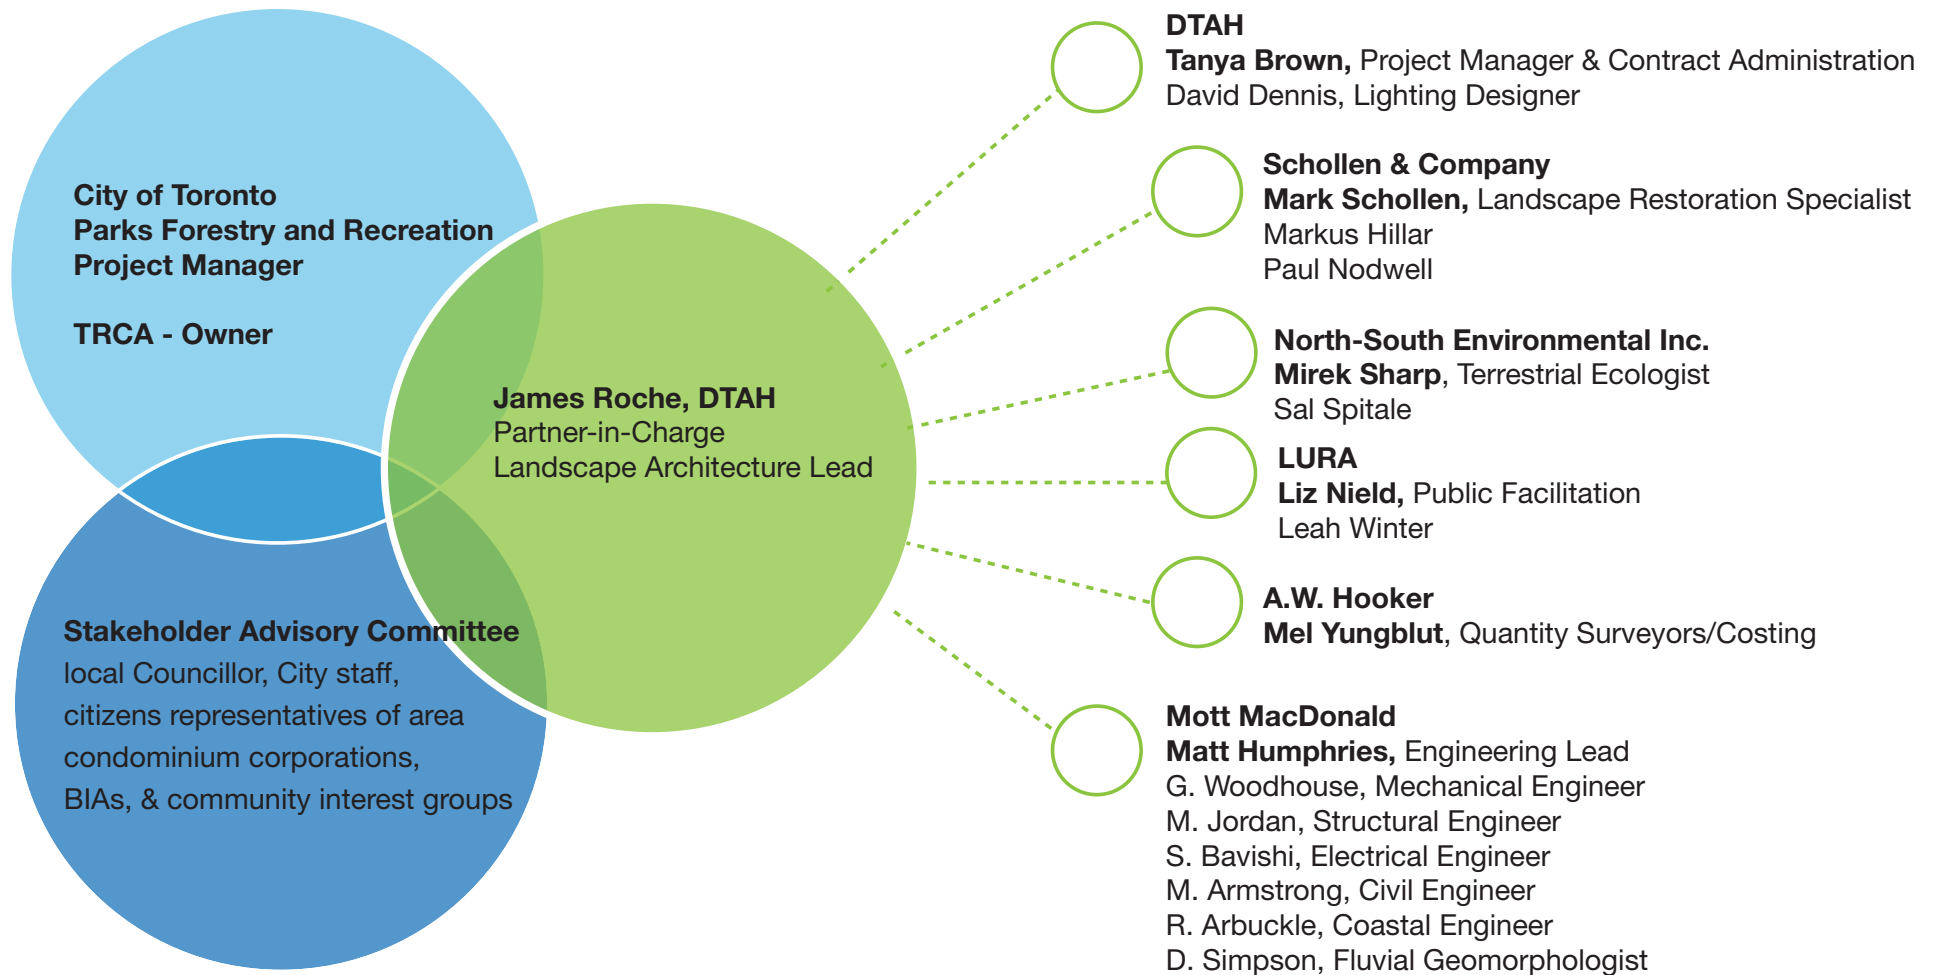 City of Toronto
Parks Forestry and Recreation
Project Manager
TRCA - Owner
Stakeholder Advisory Committee
local Councillor, City staff,
citizens representatives of area
condominium corporations,
BIAs, & community interest groups
James Roche, DTAH
Partner-in-Charge
Landscape Architecture Lead
DTAH
Tanya Brown, Project Manager & Contract Administration
David Dennis, Lighting Designer
Schollen & Company
Mark Schollen, Landscape Restoration Specialist
Markus Hillar
Paul Nodwell
North-South Environmental Inc.
Mirek Sharp, Terrestrial Ecologist
Sal Spitale
LURA
Liz Nield, Public Facilitation
Leah Winter
A.W. Hooker
Mel Yungblut, Quantity Surveyors/Costing
Mott MacDonald
Matt Humphries, Engineering Lead
G. Woodhouse, Mechanical Engineer
M. Jordan, Structural Engineer
S. Bavishi, Electrical Engineer
M. Armstrong, Civil Engineer
R. Arbuckle, Coastal Engineer
D. Simpson, Fluvial Geomorphologist